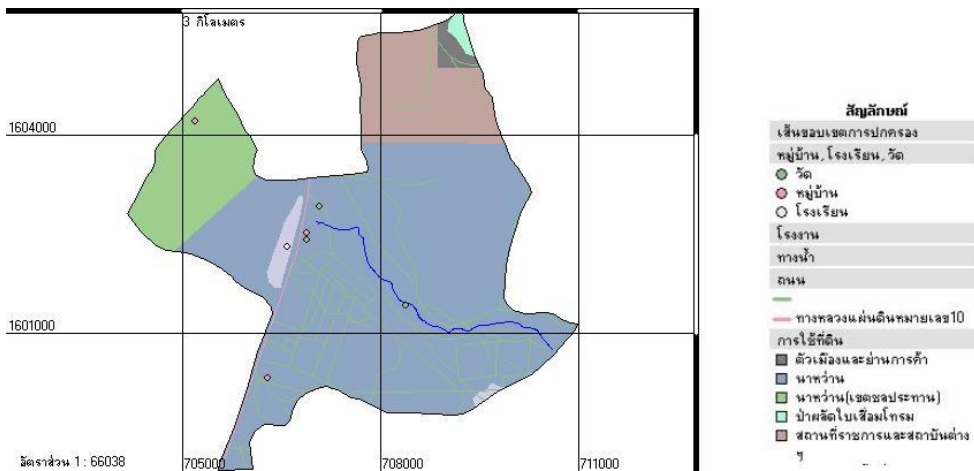 3 กิโลเมตร
1604000
1601000
อัตราส่วน 1 : 66038
705000
708000
711000
สัญลักษณ์
เส้นขอบเขตการปกครอง
หมู่บ้าน, โรงเรียน, วัด
วัด
หมู่บ้าน
โรงเรียน
โรงงาน
ทางน้ำ
ถนน
ทางหลวงแผ่นดินหมายเลข10
การใช้ที่ดิน
ตัวเมืองและย่านการค้า
นาหว่าน
นาหว่าน(เขตชลประทาน)
ป่าผลัดใบเสื่อมโทรม
สถานที่ราชการและสถาบันต่าง
ๆ